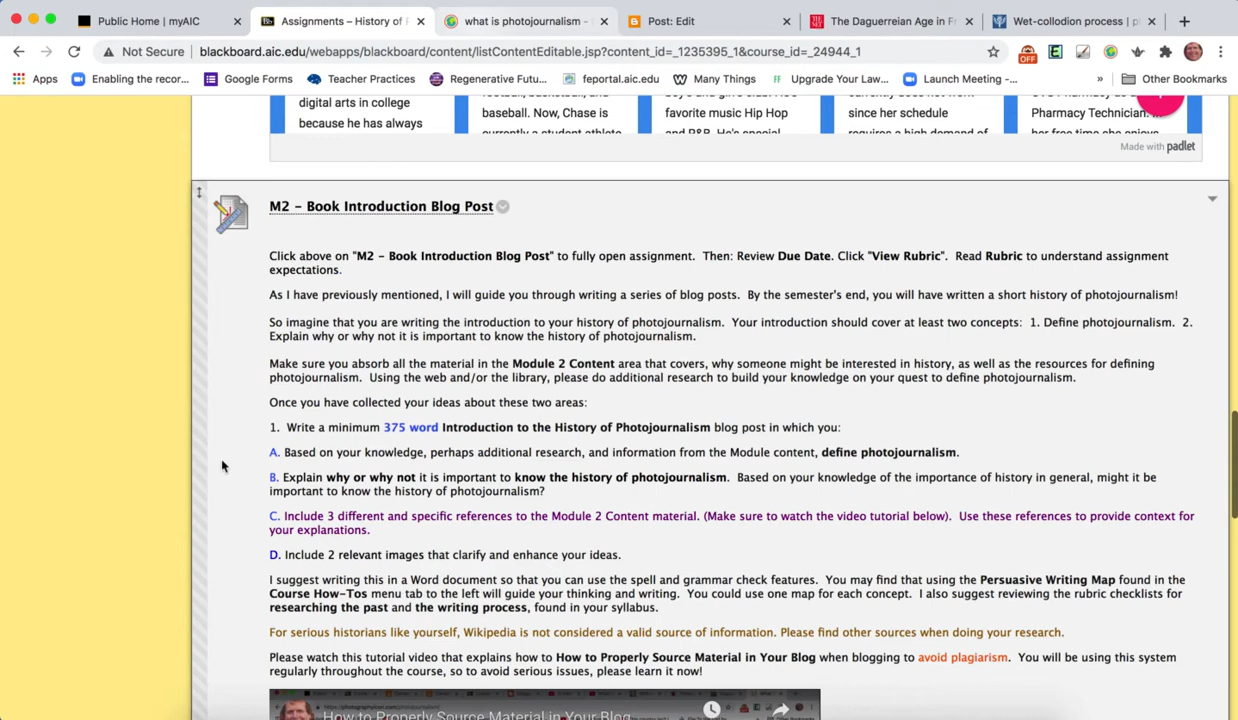 Public Home | myAIC
Assignments – History of P
what is photojournalism -
Post: Edit
The Daguerreian Age in F
Wet-collodion process | p
Not Secure
blackboard.aic.edu/webapps/blackboard/content/listContentEditable.jsp?content_id=_1235395_1&course_id=_24944_1
OFF
Apps
Enabling the recor...
Google Forms
Teacher Practices
Regenerative Futu...
feportal.aic.edu
Many Things
Upgrade Your La...
Launch Meeting -...
»
Other Bookmarks
digital arts in college
because he has always
baseball. Now, Chase is
currently a student athlete
favorite music Hip Hop
and R&B. He's special
since her schedule
requires a high demand of
Pharmacy Technician. I
her free time she enjoys
Made with padlet
M2 – Book Introduction Blog Post
Click above on "M2 – Book Introduction Blog Post" to fully open assignment. Then: Review Due Date. Click "View Rubric". Read Rubric to understand assignment
expectations.
As I have previously mentioned, I will guide you through writing a series of blog posts. By the semester's end, you will have written a short history of photojournalism!
So imagine that you are writing the introduction to your history of photojournalism. Your introduction should cover at least two concepts: 1. Define photojournalism. 2.
Explain why or why not it is important to know the history of photojournalism.
Make sure you absorb all the material in the Module 2 Content area that covers, why someone might be interested in history, as well as the resources for defining
photojournalism. Using the web and/or the library, please do additional research to build your knowledge on your quest to define photojournalism.
Once you have collected your ideas about these two areas:
1. Write a minimum 375 word Introduction to the History of Photojournalism blog post in which you:
A. Based on your knowledge, perhaps additional research, and information from the Module content, define photojournalism.
B. Explain why or why not it is important to know the history of photojournalism. Based on your knowledge of the importance of history in general, might it be
important to know the history of photojournalism?
C. Include 3 different and specific references to the Module 2 Content material. (Make sure to watch the video tutorial below). Use these references to provide context for
your explanations.
D. Include 2 relevant images that clarify and enhance your ideas.
I suggest writing this in a Word document so that you can use the spell and grammar check features. You may find that using the Persuasive Writing Map found in the
Course How-Tos menu tab to the left will guide your thinking and writing. You could use one map for each concept. I also suggest reviewing the rubric checklists for
researching the past and the writing process, found in your syllabus.
For serious historians like yourself, Wikipedia is not considered a valid source of information. Please find other sources when doing your research.
Please watch this tutorial video that explains how to How to Properly Source Material in Your Blog when blogging to avoid plagiarism. You will be using this system
regularly throughout the course, so to avoid serious issues, please learn it now!
How to Properly Source Material in Your Blog